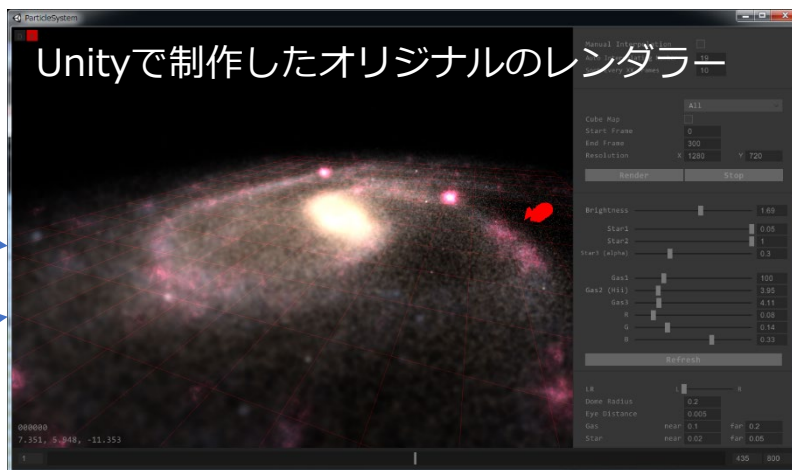 ParticleSystem
Unityで制作したオリジナルのレンダラー
Manual Interpolation
19
10
All
Cube Map
Start Frame 0
End Frame 300
Resolution X 1280 Y 720
Render Stop
Brightness 1.69
Star1 0.05
Star2 1
Star3 (alpha) 0.3
Gas1 100
Gas2 (Hii) 3.95
Gas3 4.11
R 0.08
G 0.14
B 0.33
Refresh
LR L R
Dome Radius 0.2
Eye Distance 0.005
Gas near 0.1 far 0.2
Star near 0.02 far 0.05
000000
7.351, 5.948, -11.353
1 435 800